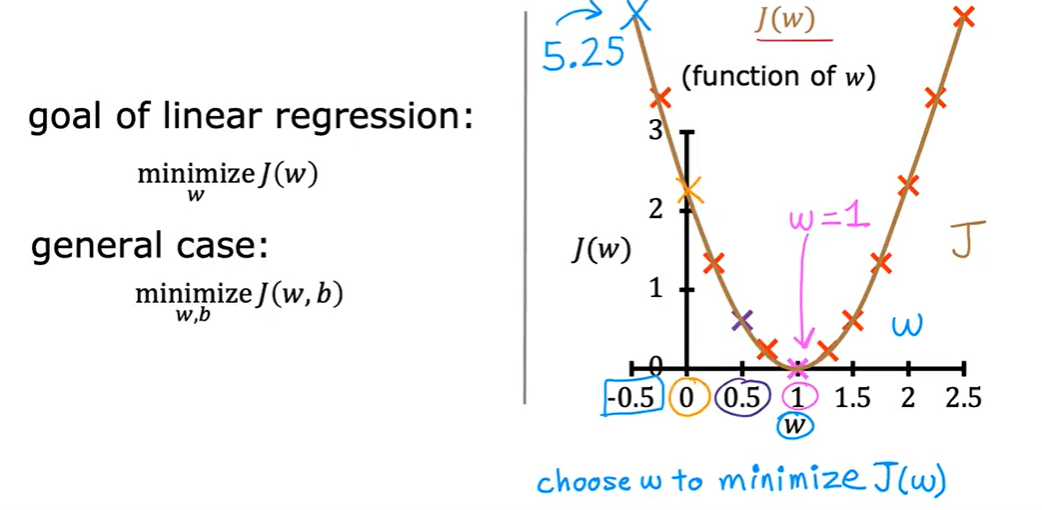 goal of linear regression:
minimize J(w)
w
general case:
minimize J(w, b)
w,b
5.25
J(w)
(function of w)
3
2
1
0
J(w)
w=1
J
w
-0.5 0 0.5 1 1.5 2 2.5
w
choose w to minimize J(w)